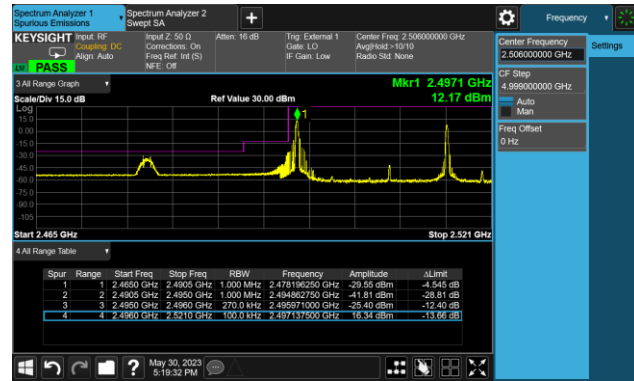 Spectrum Analyzer 1
Spurious Emissions
Spectrum Analyzer 2
Swept SA
+
Frequency
KEYSIGHT
Input: RF
Coupling: DC
Align: Auto
Input Z: 50 Ω
Corrections: On
Freq Ref: Int (S)
NFE: Off
Atten: 16 dB
Trig: External 1
Gate: LO
IF Gain: Low
Center Freq: 2.506000000 GHz
Avg|Hold:>10/10
Radio Std: None
PASS
Center Frequency
2.506000000 GHz
Settings
CF Step
4.999000000 GHz
Auto
Man
Freq Offset
0 Hz
3 All Range Graph
Mkr1 2.4971 GHz
Scale/Div 15.0 dB
Ref Value 30.00 dBm
12.17 dBm
Log
1
15.0
0.00
-15.0
-30.0
-45.0
-60.0
-75.0
-90.0
-105
Start 2.465 GHz
Stop 2.521 GHz
4 All Range Table
Spur Range Start Freq Stop Freq RBW Frequency Amplitude ΔLimit
1 1 2.4650 GHz 2.4905 GHz 1.000 MHz 2.478196250 GHz -29.55 dBm -4.545 dB
2 2 2.4905 GHz 2.4950 GHz 1.000 MHz 2.494862750 GHz -41.81 dBm -28.81 dB
3 3 2.4950 GHz 2.4960 GHz 270.0 kHz 2.495971000 GHz -25.40 dBm -12.40 dB
4 4 2.4960 GHz 2.5210 GHz 100.0 kHz 2.497137500 GHz 16.34 dBm -13.66 dB
?
May 30, 2023
5:19:32 PM